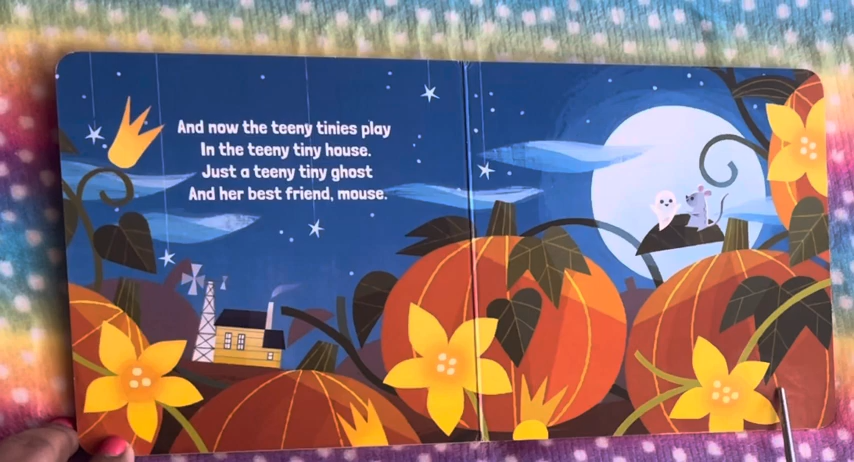 And now the teeny tinies play
In the teeny tiny house.
Just a teeny tiny ghost
And her best friend, mouse.